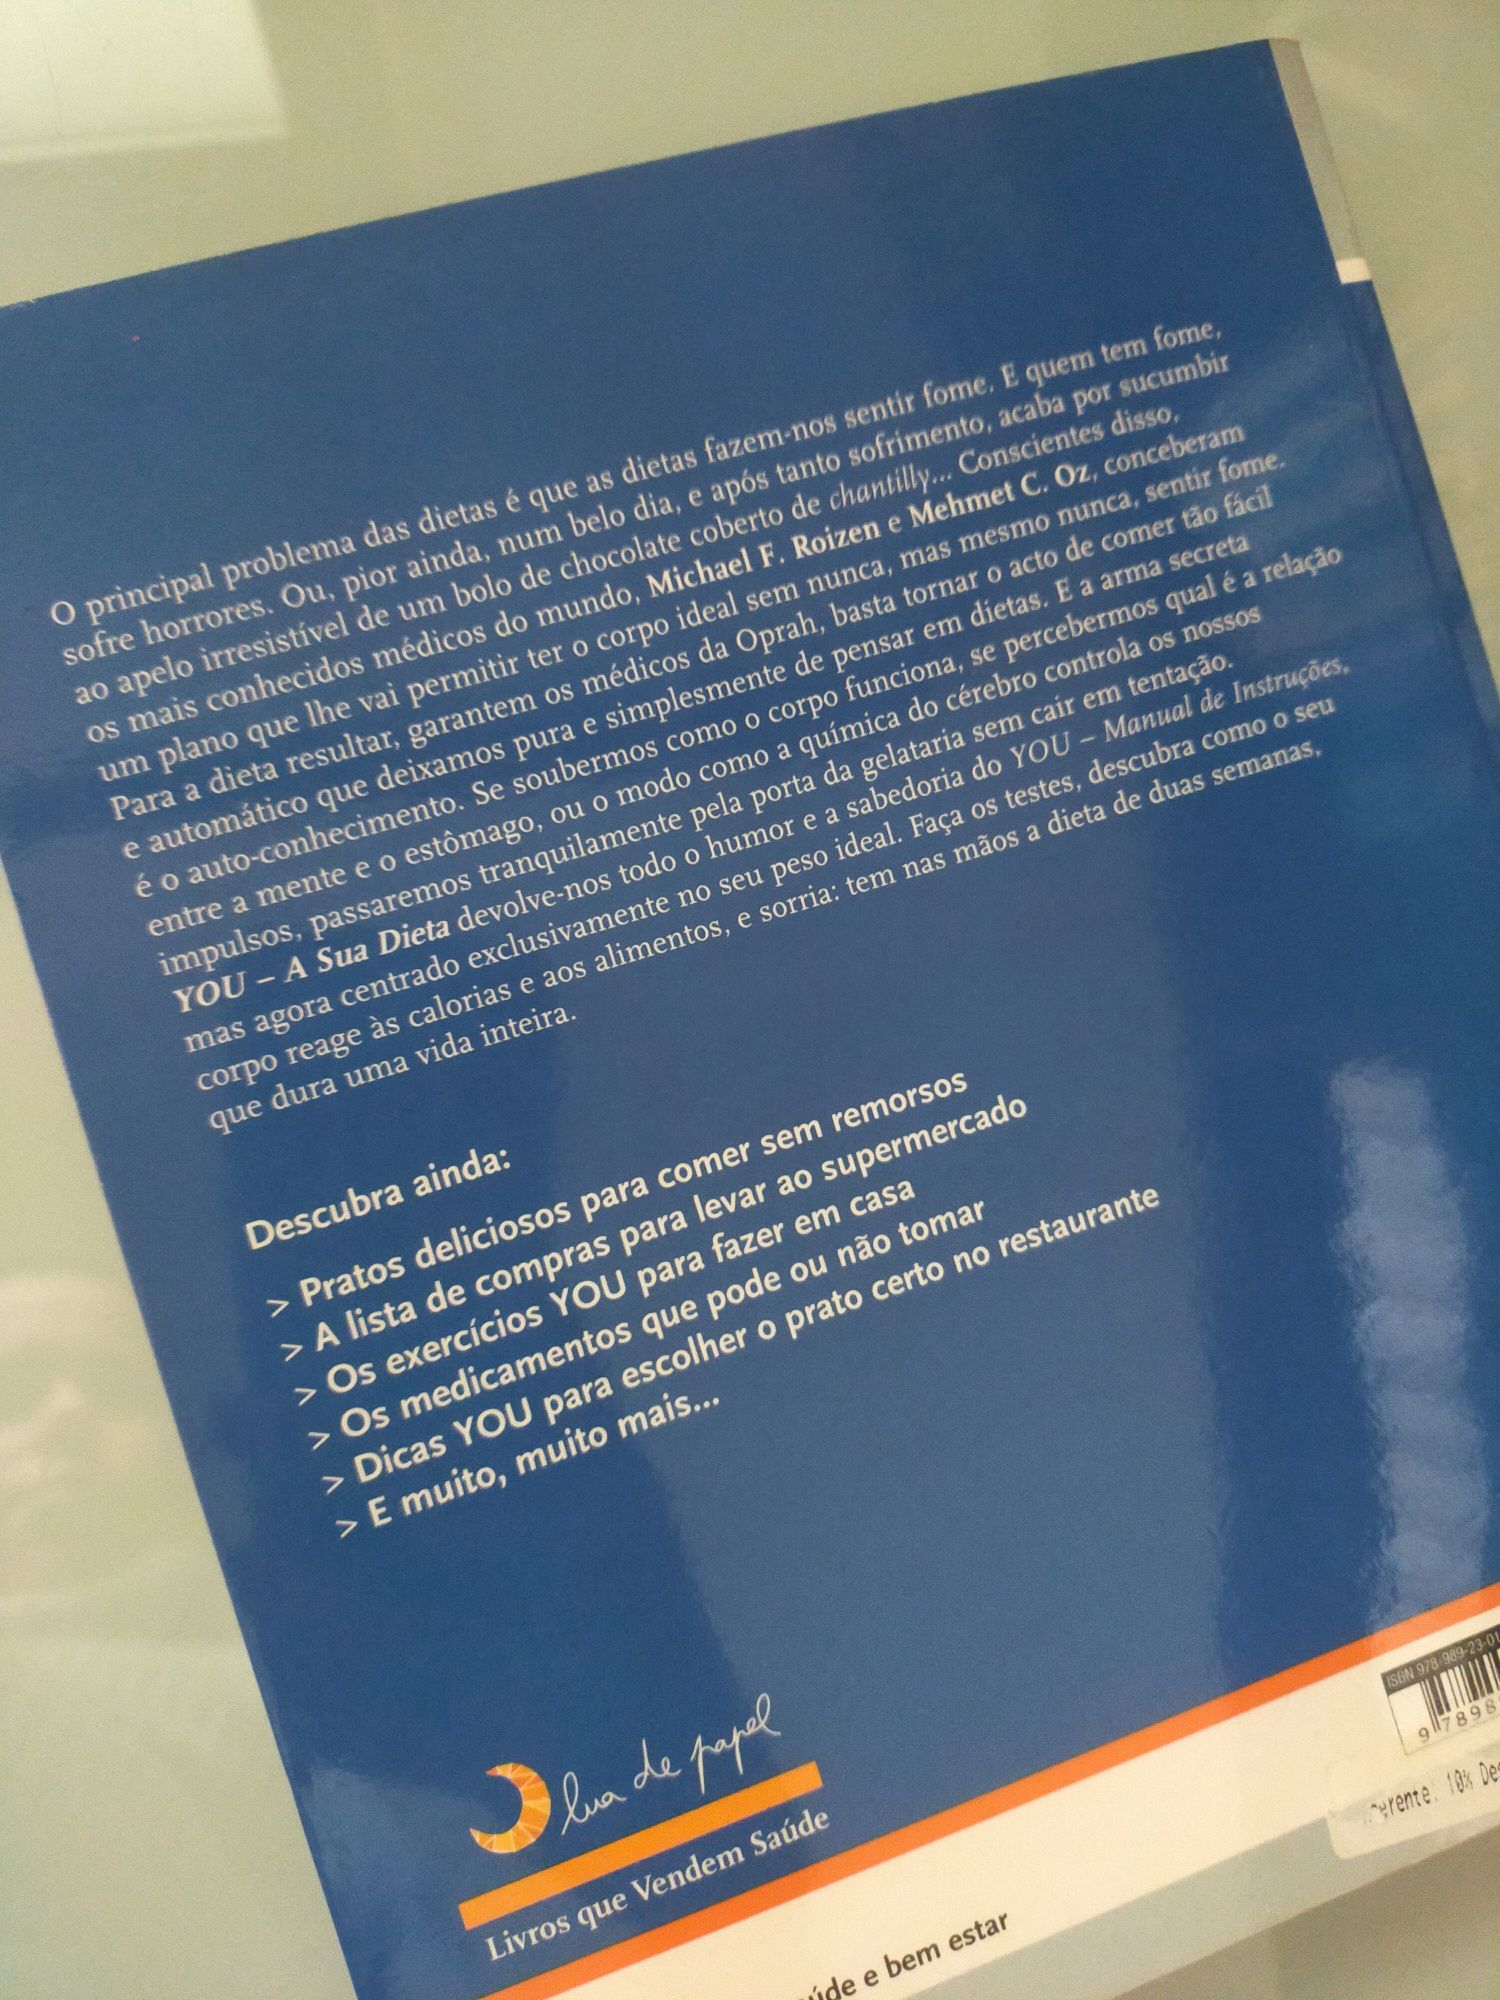 O principal problema das dietas é que as dietas fazem-nos sentir fome. E quem tem fome,
sofre horrores. Ou, pior ainda, num belo dia, e após tanto sofrimento, acaba por sucumbir
ao apelo irresistível de um bolo de chocolate coberto de chantilly... Conscientes disso,
os mais conhecidos médicos do mundo, Michael F. Roizen e Mehmet C. Oz, conceberam
um plano que lhe vai permitir ter o corpo ideal sem nunca, mas mesmo nunca, sentir fome.
Para a dieta resultar, garantem os médicos da Oprah, basta tornar o acto de comer tão fácil
e automático que deixamos pura e simplesmente de pensar em dietas. E a arma secreta
é o auto-conhecimento. Se soubermos como o corpo funciona, se percebermos qual é a relação
entre a mente e o estômago, ou o modo como a química do cérebro controla os nossos
impulsos, passaremos tranquilamente pela porta da gelataria sem cair em tentação.
YOU – A Sua Dieta devolve-nos todo o humor e a sabedoria do YOU – Manual de Instruções,
mas agora centrado exclusivamente no seu peso ideal. Faça os testes, descubra como o seu
corpo reage às calorias e aos alimentos, e sorria: tem nas mãos a dieta de duas semanas,
que dura uma vida inteira.
Descubra ainda:
> Pratos deliciosos para comer sem remorsos
> A lista de compras para levar ao supermercado
> Os exercícios YOU para fazer em casa
> Os medicamentos que pode ou não tomar
> Dicas YOU para escolher o prato certo no restaurante
> E muito, muito mais...
lua de papel
Livros que Vendem Saúde
ISBN 978-989-23-01
9 7898
10%
e bem estar